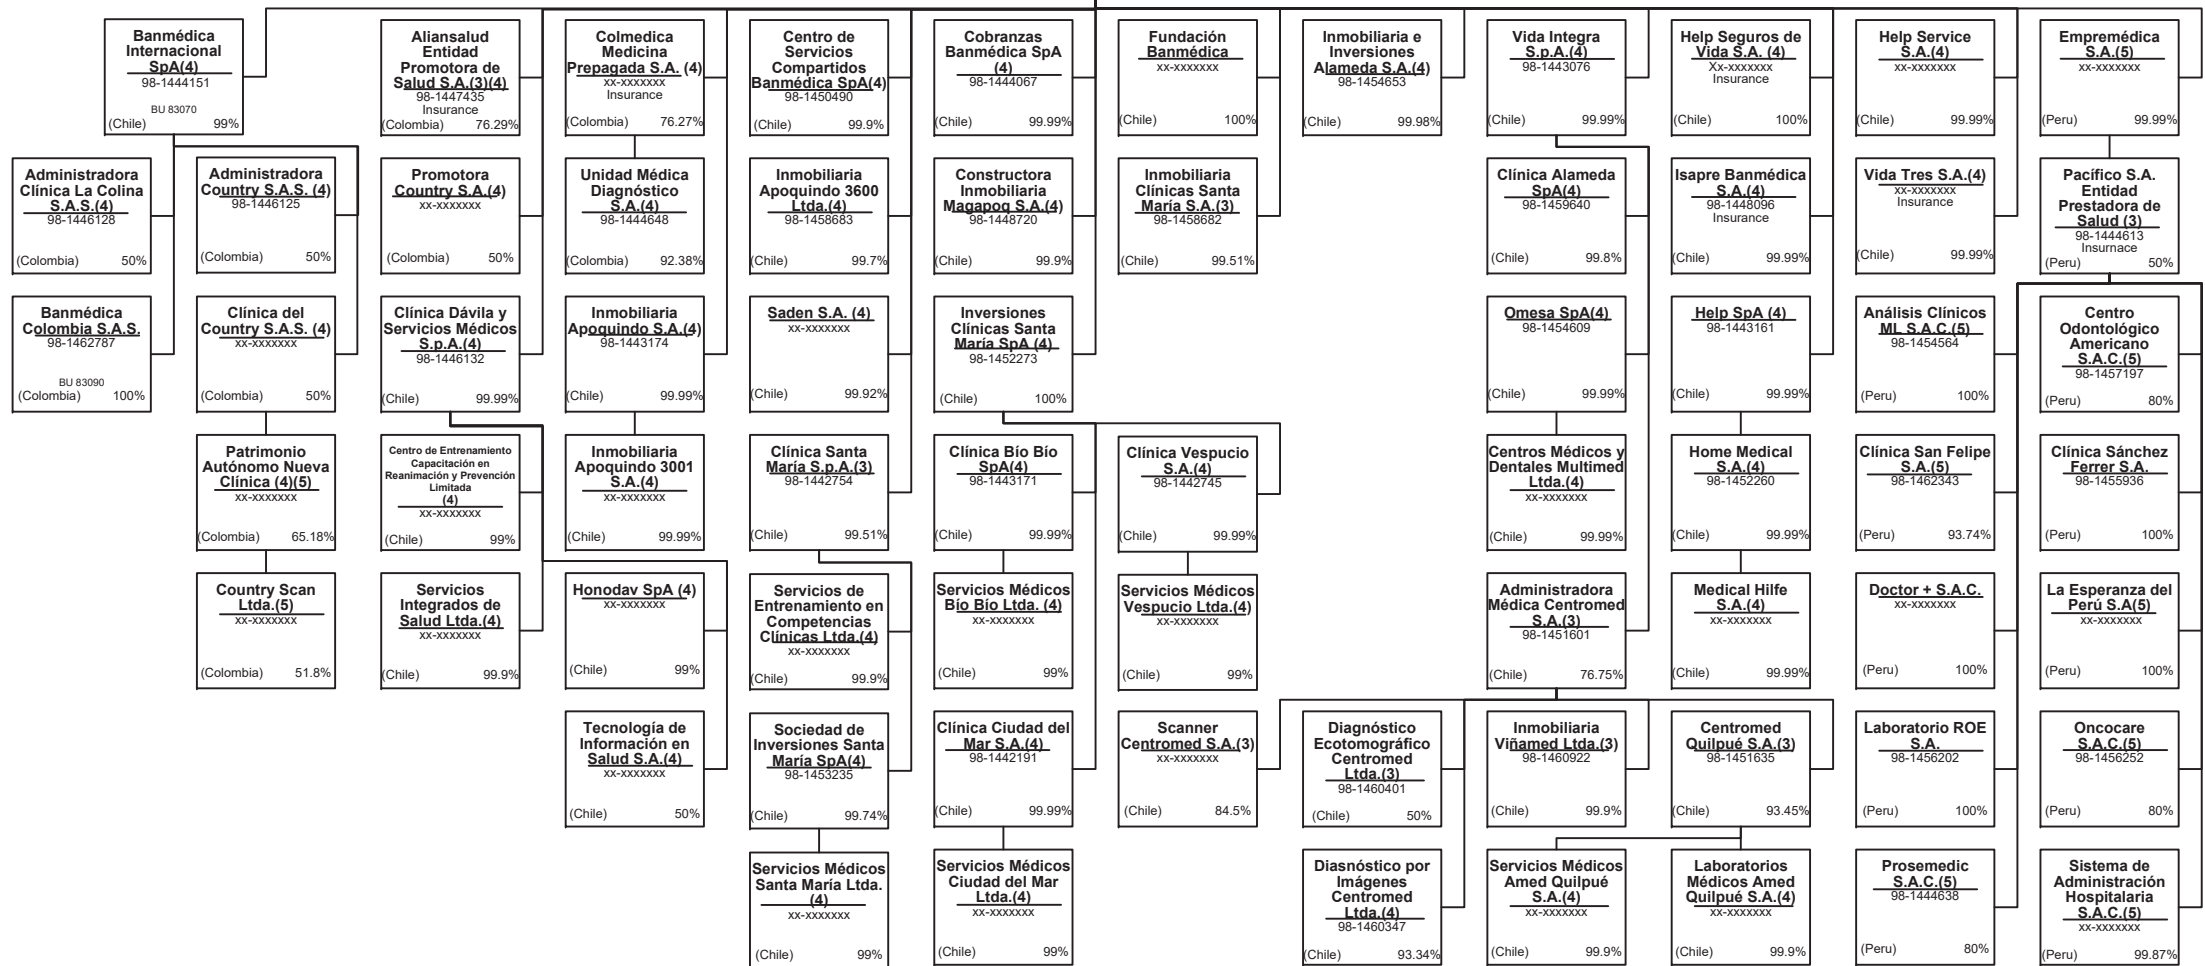 Banmédica
Internacional
SpA(4)
98-1444151
BU 83070
(Chile) 99%
Aliansalud
Entidad
Promotora de
Salud S.A.(3)(4)
98-1447435
Insurance
(Colombia) 76.29%
Colmedica
Medicina
Prepagada S.A. (4)
xx-xxxxxxx
Insurance
(Colombia) 76.27%
Centro de
Servicios
Compartidos
Banmédica SpA(4)
98-1450490
(Chile) 99.9%
Cobranzas
Banmédica SpA
(4)
98-1444067
(Chile) 99.99%
Fundación
Banmédica
xx-xxxxxxx
(Chile) 100%
Inmobiliaria e
Inversiones
Alameda S.A.(4)
98-1454653
(Chile) 99.98%
Vida Integra
S.p.A.(4)
98-1443076
(Chile) 99.99%
Help Seguros de
Vida S.A. (4)
Xx-xxxxxxx
Insurance
(Chile) 100%
Help Service
S.A.(4)
xx-xxxxxxx
(Chile) 99.99%
Empremédica
S.A.(5)
xx-xxxxxxx
(Peru) 99.99%
Administradora
Clínica La Colina
S.A.S.(4)
98-1446128
(Colombia) 50%
Administradora
Country S.A.S. (4)
98-1446125
(Colombia) 50%
Promotora
Country S.A.(4)
xx-xxxxxxx
(Colombia) 50%
Unidad Médica
Diagnóstico
S.A.(4)
98-1444648
(Colombia) 92.38%
Inmobiliaria
Apoquindo 3600
Ltda.(4)
98-1458683
(Chile) 99.7%
Constructora
Inmobiliaria
Magapoq S.A.(4)
98-1448720
(Chile) 99.9%
Inmobiliaria
Clínicas Santa
María S.A.(3)
98-1458682
(Chile) 99.51%
Clínica Alameda
SpA(4)
98-1459640
(Chile) 99.8%
Isapre Banmédica
S.A.(4)
98-1448096
Insurance
(Chile) 99.99%
Vida Tres S.A.(4)
xx-xxxxxxx
Insurance
(Chile) 99.99%
Pacífico S.A.
Entidad
Prestadora de
Salud (3)
98-1444613
Insurnace
(Peru) 50%
Banmédica
Colombia S.A.S.
98-1462787
BU 83090
(Colombia) 100%
Clínica del
Country S.A.S. (4)
xx-xxxxxxx
(Colombia) 50%
Clínica Dávila y
Servicios Médicos
S.p.A.(4)
98-1446132
(Chile) 99.99%
Inmobiliaria
Apoquindo S.A.(4)
98-1443174
(Chile) 99.99%
Saden S.A. (4)
xx-xxxxxxx
(Chile) 99.92%
Inversiones
Clínicas Santa
María SpA (4)
98-1452273
(Chile) 100%
Omesa SpA(4)
98-1454609
(Chile) 99.99%
Help SpA (4)
98-1443161
(Chile) 99.99%
Análisis Clínicos
ML S.A.C.(5)
98-1454564
(Peru) 100%
Centro
Odontológico
Americano
S.A.C.(5)
98-1457197
(Peru) 80%
Patrimonio
Autónomo Nueva
Clínica (4)(5)
xx-xxxxxxx
(Colombia) 65.18%
Centro de Entrenamiento
Capacitación en
Reanimación y Prevención
Limitada
(4)
xx-xxxxxxx
(Chile) 99%
Inmobiliaria
Apoquindo 3001
S.A.(4)
xx-xxxxxxx
(Chile) 99.99%
Clínica Santa
María S.p.A.(3)
98-1442754
(Chile) 99.51%
Clínica Bío Bío
SpA(4)
98-1443171
(Chile) 99.99%
Clínica Vespucio
S.A.(4)
98-1442745
(Chile) 99.99%
Centros Médicos y
Dentales Multimed
Ltda.(4)
xx-xxxxxxx
(Chile) 99.99%
Home Medical
S.A.(4)
98-1452260
(Chile) 99.99%
Clínica San Felipe
S.A.(5)
98-1462343
(Peru) 93.74%
Clínica Sánchez
Ferrer S.A.
98-1455936
(Peru) 100%
Country Scan
Ltda.(5)
xx-xxxxxxx
(Colombia) 51.8%
Servicios
Integrados de
Salud Ltda.(4)
xx-xxxxxxx
(Chile) 99.9%
Honodav SpA (4)
xx-xxxxxxx
(Chile) 99%
Servicios de
Entrenamiento en
Competencias
Clínicas Ltda.(4)
xx-xxxxxxx
(Chile) 99.9%
Servicios Médicos
Bío Bío Ltda. (4)
xx-xxxxxxx
(Chile) 99%
Servicios Médicos
Vespucio Ltda.(4)
xx-xxxxxxx
(Chile) 99%
Administradora
Médica Centromed
S.A.(3)
98-1451601
(Chile) 76.75%
Medical Hilfe
S.A.(4)
xx-xxxxxxx
(Chile) 99.99%
Doctor + S.A.C.
xx-xxxxxxx
(Peru) 100%
La Esperanza del
Perú S.A(5)
xx-xxxxxxx
(Peru) 100%
Tecnología de
Información en
Salud S.A.(4)
xx-xxxxxxx
(Chile) 50%
Sociedad de
Inversiones Santa
María SpA(4)
98-1453235
(Chile) 99.74%
Clínica Ciudad del
Mar S.A.(4)
98-1442191
(Chile) 99.99%
Scanner
Centromed S.A.(3)
xx-xxxxxxx
(Chile) 84.5%
Diagnóstico
Ecotomográfico
Centromed
Ltda.(3)
98-1460401
(Chile) 50%
Inmobiliaria
Viñamed Ltda.(3)
98-1460922
(Chile) 99.9%
Centromed
Quilpué S.A.(3)
98-1451635
(Chile) 93.45%
Laboratorio ROE
S.A.
98-1456202
(Peru) 100%
Oncocare
S.A.C.(5)
98-1456252
(Peru) 80%
Servicios Médicos
Santa María Ltda.
(4)
xx-xxxxxxx
(Chile) 99%
Servicios Médicos
Ciudad del Mar
Ltda.(4)
xx-xxxxxxx
(Chile) 99%
Diasnóstico por
Imágenes
Centromed
Ltda.(4)
98-1460347
(Chile) 93.34%
Servicios Médicos
Amed Quilpué
S.A.(4)
xx-xxxxxxx
(Chile) 99.9%
Laboratorios
Médicos Amed
Quilpué S.A.(4)
xx-xxxxxxx
(Chile) 99.9%
Prosemedic
S.A.C.(5)
98-1444638
(Peru) 80%
Sistema de
Administración
Hospitalaria
S.A.C.(5)
xx-xxxxxxx
(Peru) 99.87%